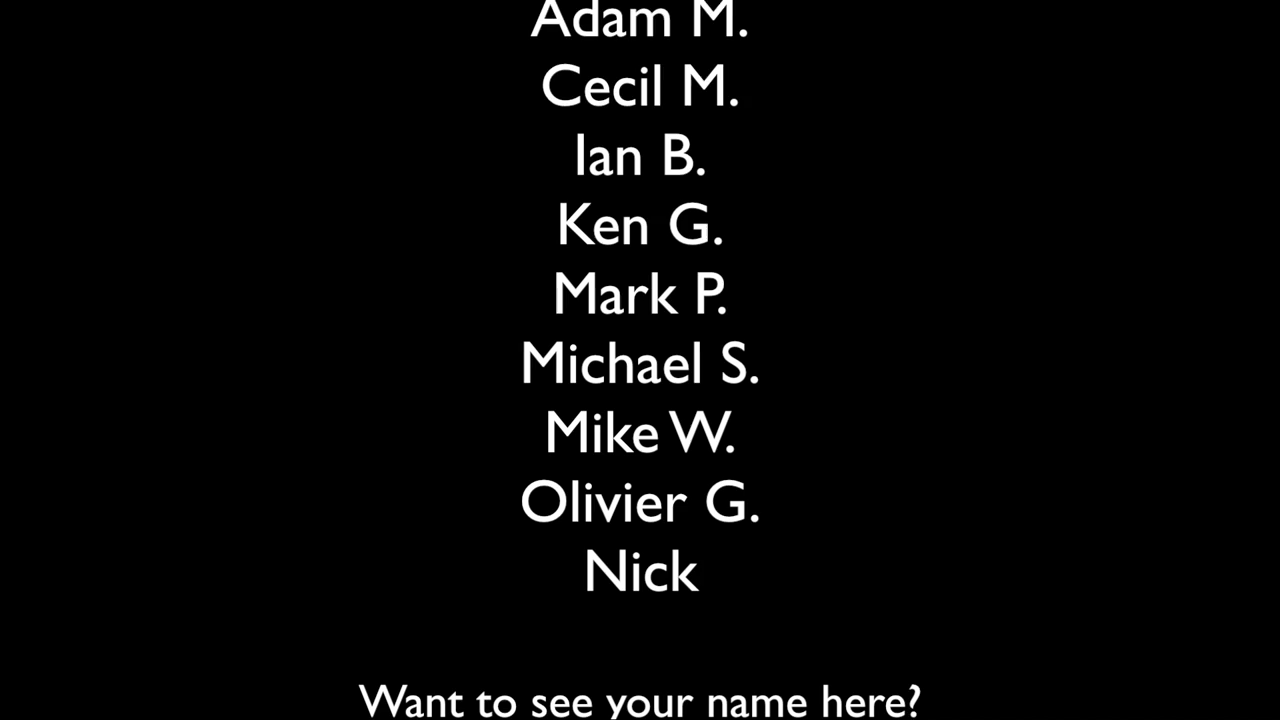 Adam M.
Cecil M.
Ian B.
Ken G.
Mark P.
Michael S.
Mike W.
Olivier G.
Nick
Want to see your name here?